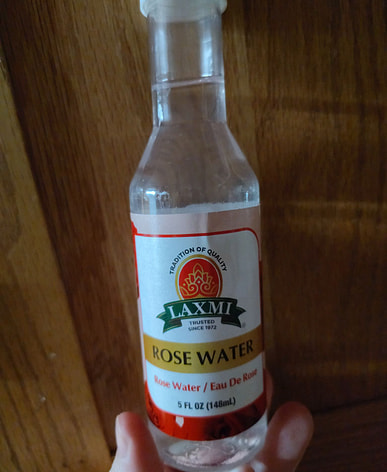 TRADITION OF QUALITY
LAXMI
TRUSTED
SINCE 1972
ROSE WATER
Rose Water / Eau De Rose
5 FL OZ (148mL)